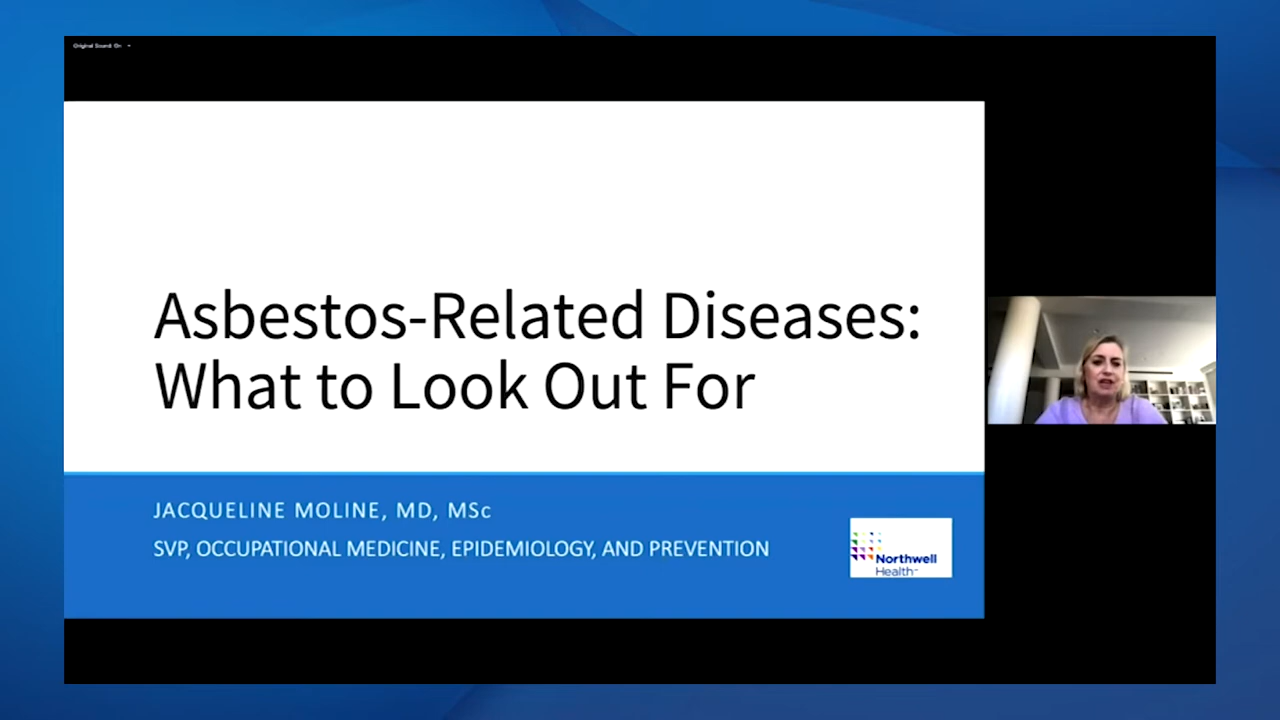 Original Sound: On
Asbestos-Related Diseases:
What to Look Out For
JACQUELINE MOLINE, MD, MSc
SVP, OCCUPATIONAL MEDICINE, EPIDEMIOLOGY, AND PREVENTION
Northwell
Health